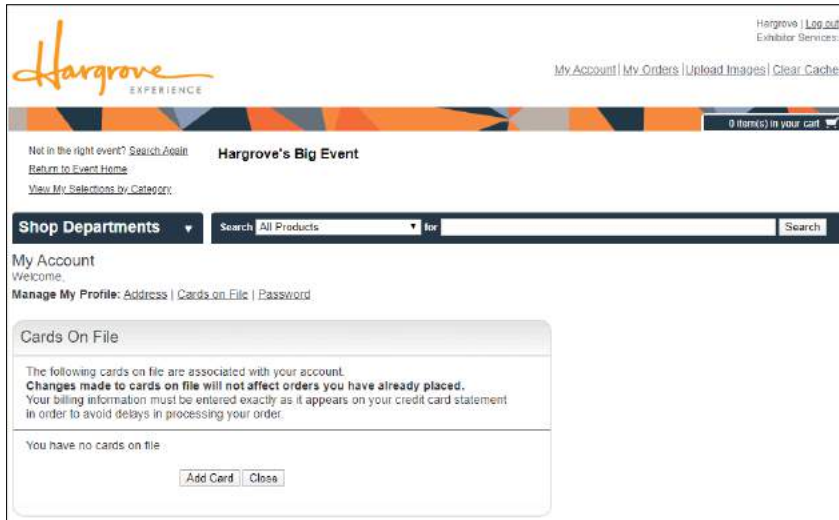 Hargrove | Log out
Exhibitor Services:
Hargrove
EXPERIENCE
My Account | My Orders | Upload Images | Clear Cache
0 item(s) in your cart
Not in the right event? Search Again
Return to Event Home
View My Selections by Category
Hargrove's Big Event
Shop Departments
Search All Products for Search
My Account
Welcome,
Manage My Profile: Address | Cards on File | Password
Cards On File
The following cards on file are associated with your account.
Changes made to cards on file will not affect orders you have already placed.
Your billing information must be entered exactly as it appears on your credit card statement
in order to avoid delays in processing your order.
You have no cards on file
Add Card Close